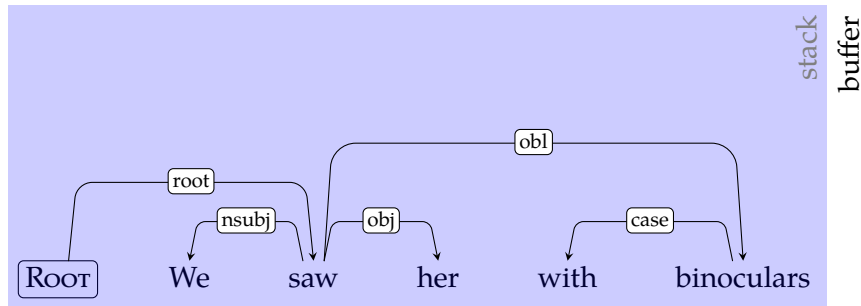 stack
buffer
obl
root
nsubj obj case
ROOT We saw her with binoculars